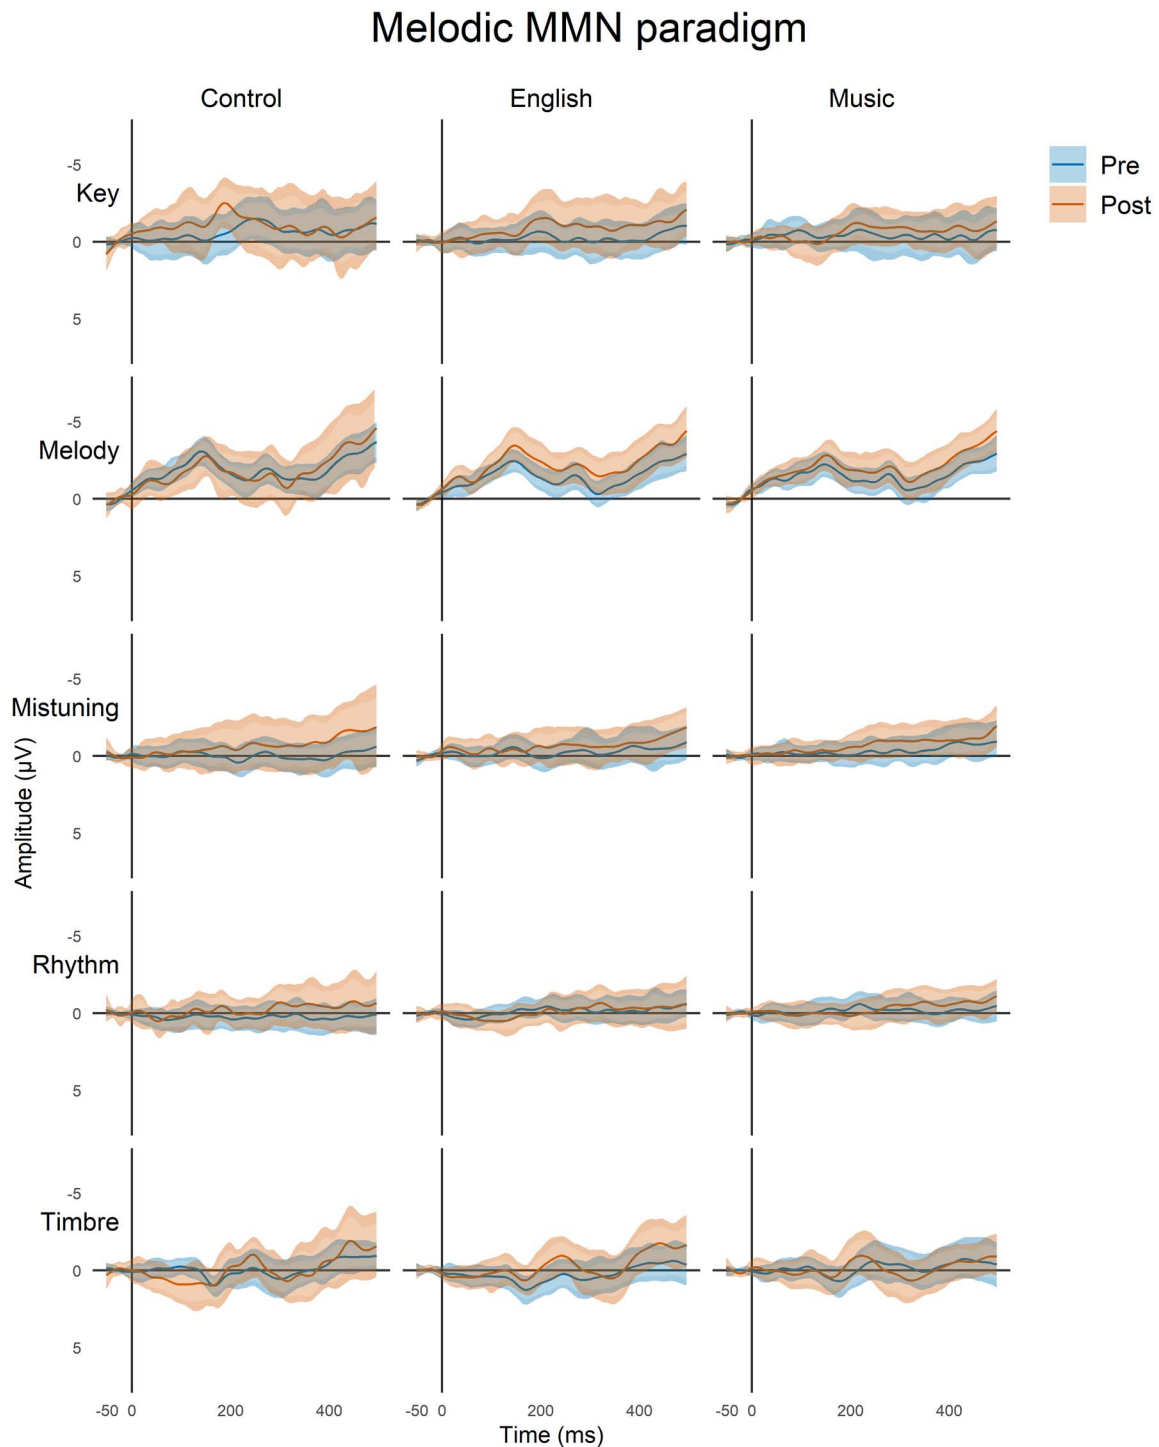 Melodic MMN paradigm
Control English Music
Pre
Post
Key
-5
0
5
Melody
-5
0
5
Mistuning
-5
0
5
Rhythm
-5
0
5
Timbre
-5
0
5
Amplitude (µV)
-50 0 200 400 -50 0 200 400 -50 0 200 400
Time (ms)